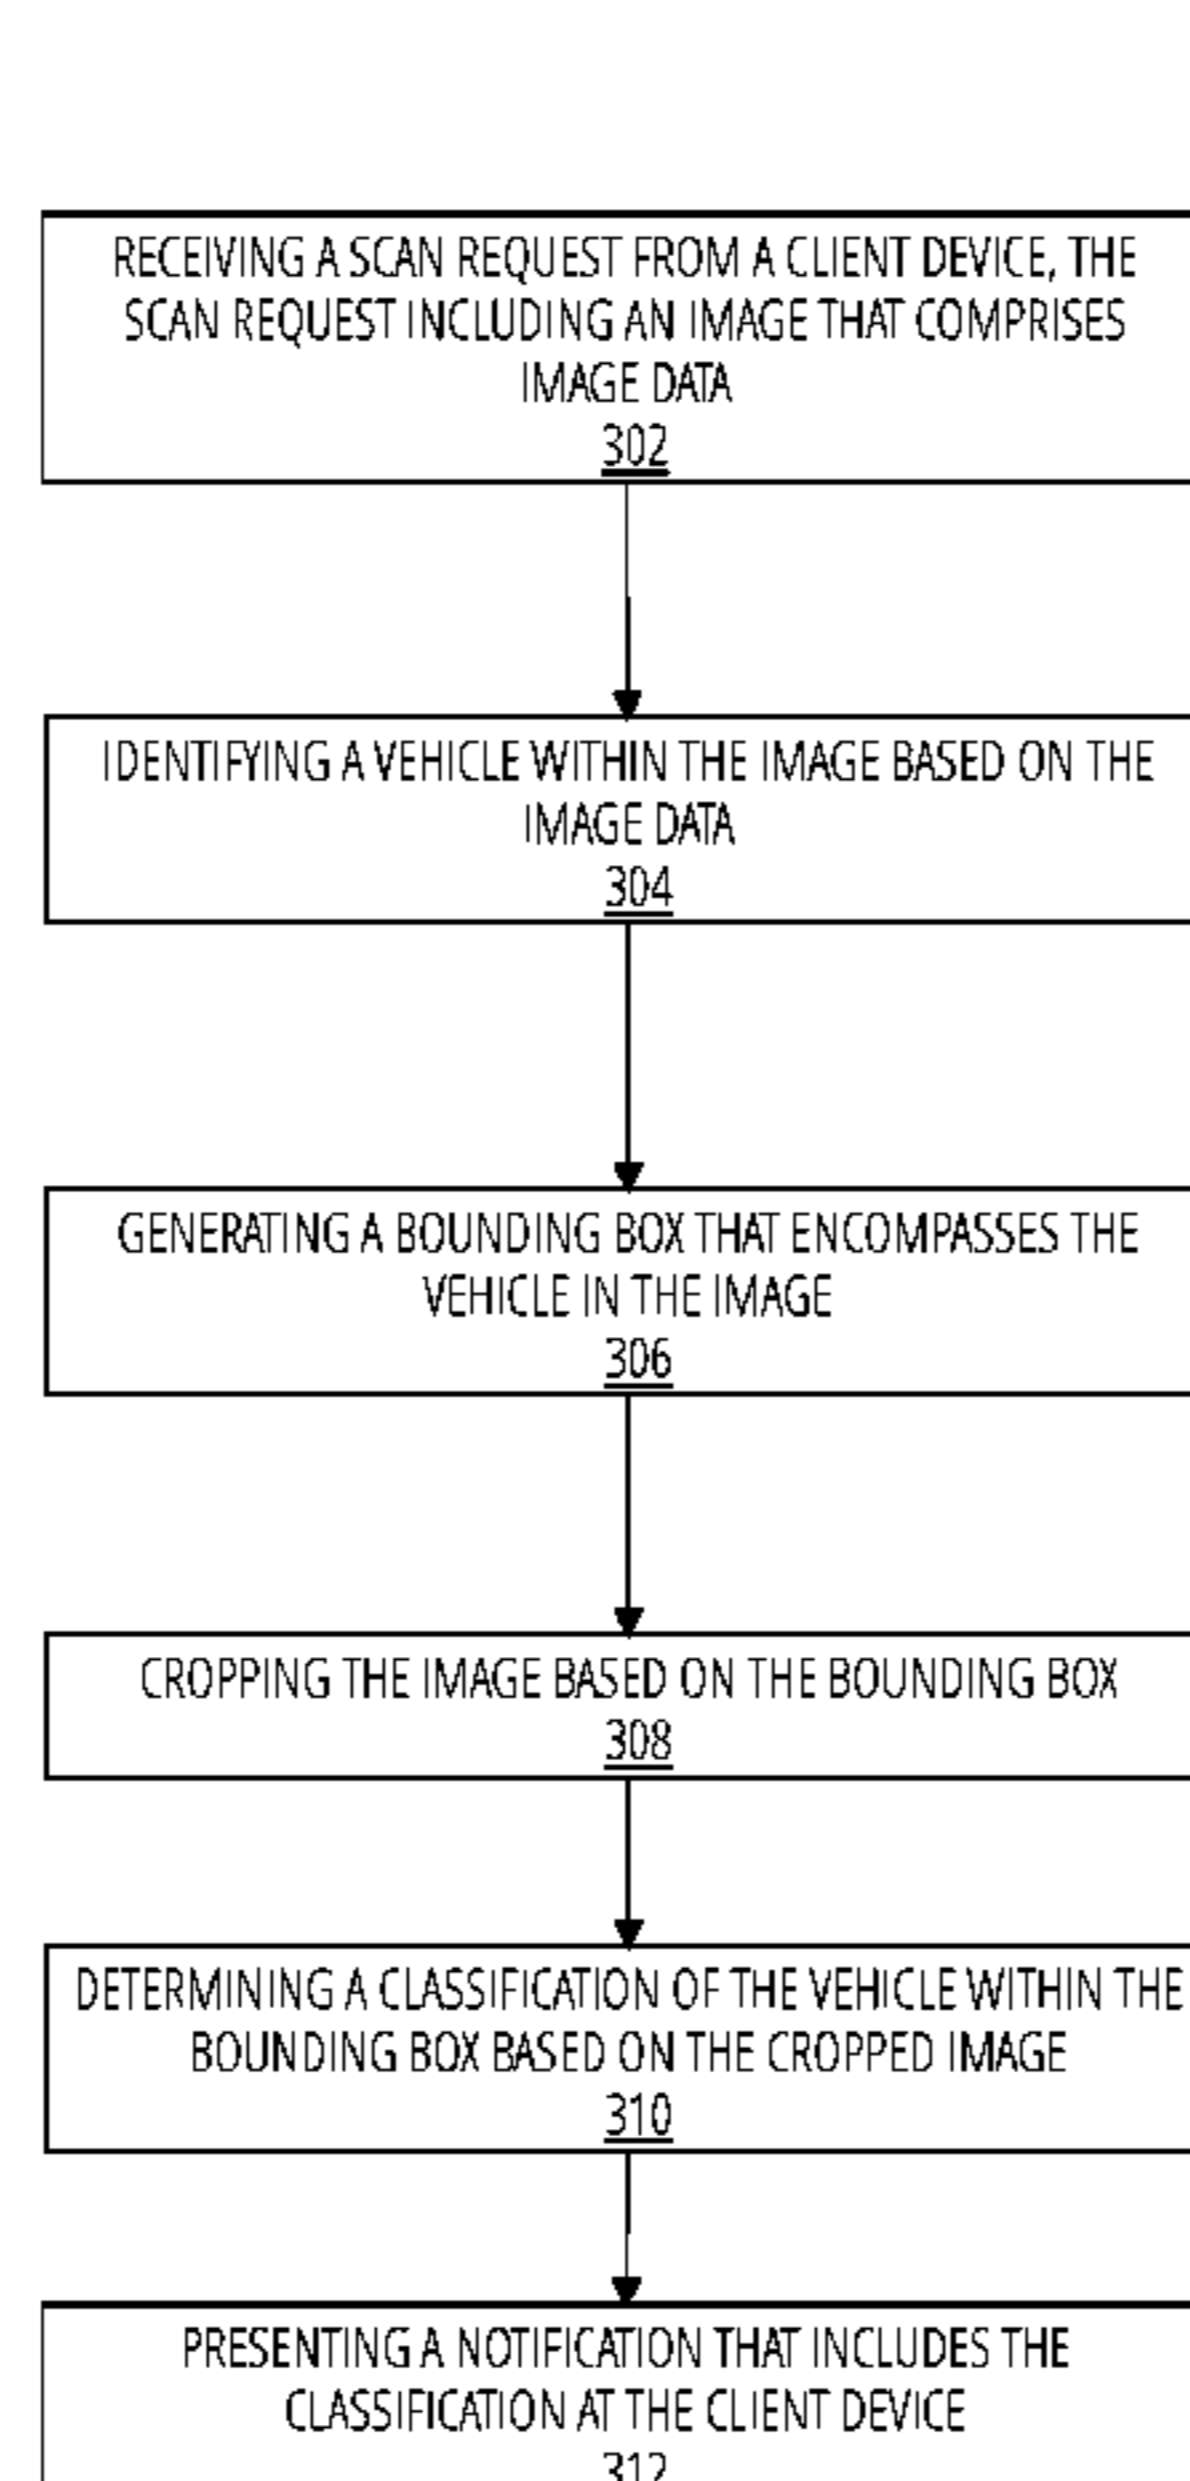 RECEIVING A SCAN REQUEST FROM A CLIENT DEVICE, THE
SCAN REQUEST INCLUDING AN IMAGE THAT COMPRISES
IMAGE DATA
302
IDENTIFYING A VEHICLE WITHIN THE IMAGE BASED ON THE
IMAGE DATA
304
GENERATING A BOUNDING BOX THAT ENCOMPASSES THE
VEHICLE IN THE IMAGE
306
CROPPING THE IMAGE BASED ON THE BOUNDING BOX
308
DETERMINING A CLASSIFICATION OF THE VEHICLE WITHIN THE
BOUNDING BOX BASED ON THE CROPPED IMAGE
310
PRESENTING A NOTIFICATION THAT INCLUDES THE
CLASSIFICATION AT THE CLIENT DEVICE
312